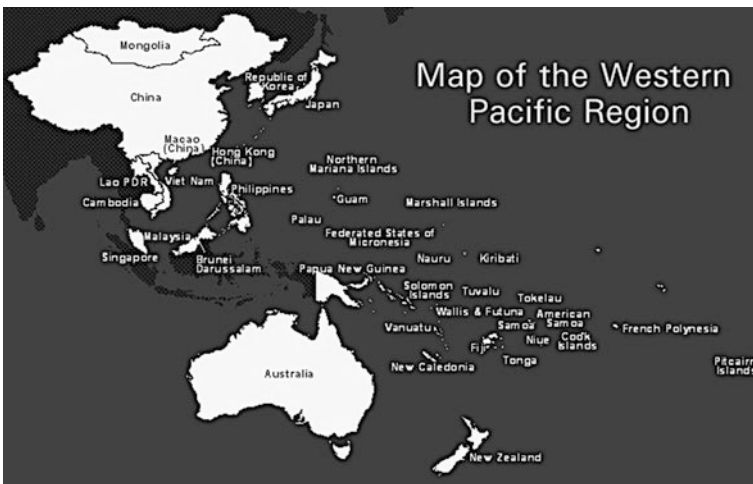 Map of the Western
Pacific Region
Mongolia
China
Republic of
Korea
Japan
Macao
(China)
Hong Kong
[China]
Northern
Mariana Islands
Lao PDR
Viet Nam
Philippines
Cambodia
Guam
Marshall Islands
Palau
Malaysia
Federated States of
Micronesia
Singapore
Brunei
Darussalam
Nauru
Kiribati
Papua New Guinea
Solomon
Islands
Tuvalu
Tokelau
Wallis & Futuna
American
Samoa
Samoa
Vanuatu
French Polynesia
Fiji
Niue
Cook
Islands
Tonga
New Caledonia
Pitcairn
Islands
Australia
New Zealand